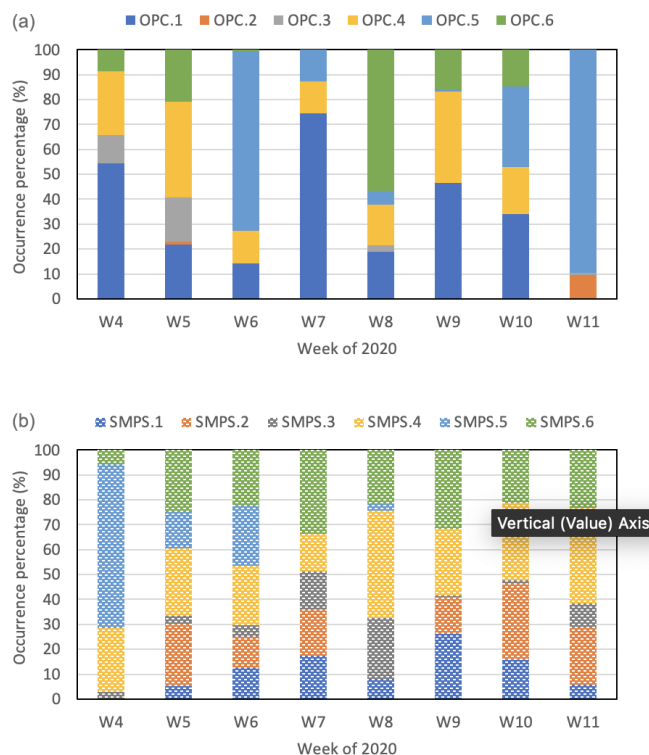 (a)
OPC.1 OPC.2 OPC.3 OPC.4 OPC.5 OPC.6
Occurrence percentage (%)
100
90
80
70
60
50
40
30
20
10
0
W4 W5 W6 W7 W8 W9 W10 W11
Week of 2020
(b)
SMPS.1 SMPS.2 SMPS.3 SMPS.4 SMPS.5 SMPS.6
Occurrence percentage (%)
100
90
80
70
60
50
40
30
20
10
0
Vertical (Value) Axis
W4 W5 W6 W7 W8 W9 W10 W11
Week of 2020